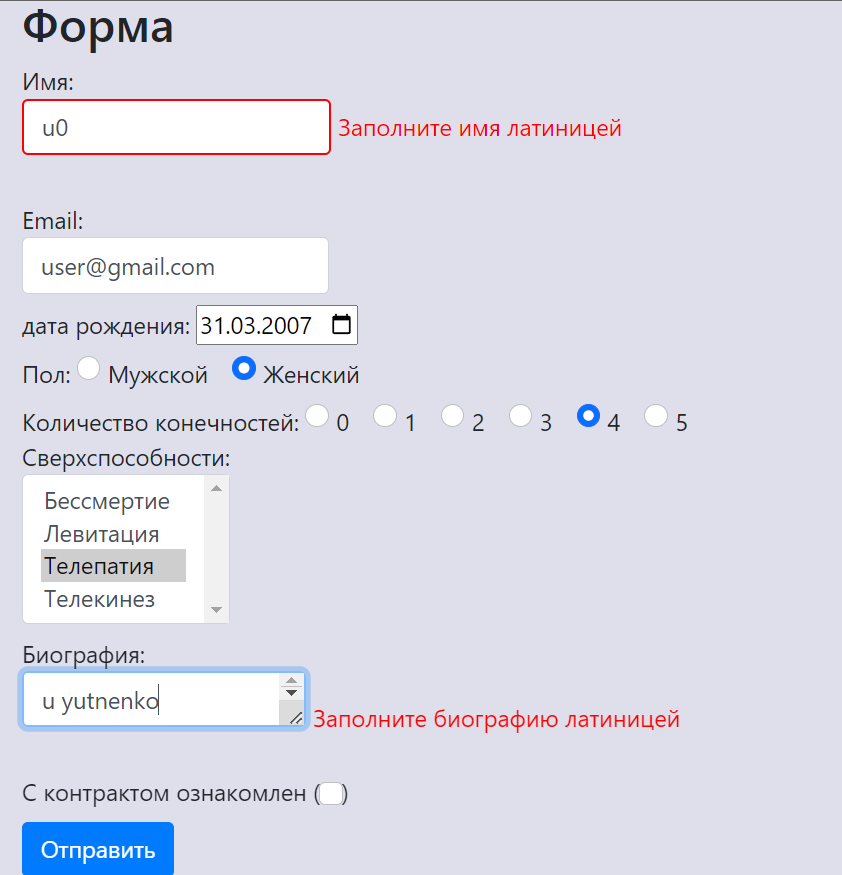 Форма
Имя:
u0 Заполните имя латиницей
Email:
user@gmail.com
дата рождения: 31.03.2007
Пол: Мужской Женский
Количество конечностей: 0 1 2 3 4 5
Сверхспособности:
Бессмертие
Левитация
Телепатия
Телекинез
Биография:
u yutnenko Заполните биографию латиницей
С контрактом ознакомлен ()
Отправить